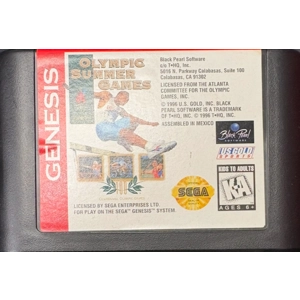 GENESIS
OLYMPIC
SUMMER
GAMES
Black Pearl Software
c/o T•HQ, Inc.
5016 N. Parkway Calabasas, Suite 100
Calabasas, CA 91302
LICENSED FROM THE ATLANTA
COMMITTEE FOR THE OLYMPIC
GAMES, INC.
© 1996 U.S. GOLD, INC. BLACK
PEARL SOFTWARE IS A TRADEMARK
OF T•HQ, INC. © 1996 T•HQ, INC.
ASSEMBLED IN MEXICO
Black Pearl
SOFTWARE
U.S. GOLD
SPORTS
SEGA
KIDS TO ADULTS
K-A
AGES 6+
LICENSED BY SEGA ENTERPRISES LTD.
FOR PLAY ON THE SEGA™ GENESIS™ SYSTEM.